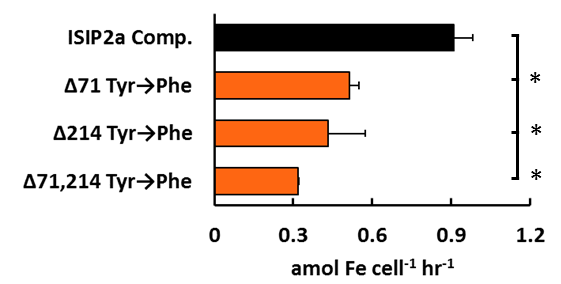 ISIP2a Comp.
Δ71 Tyr→Phe *
Δ214 Tyr→Phe *
Δ71,214 Tyr→Phe *
0 0.3 0.6 0.9 1.2
amol Fe cell⁻¹ hr⁻¹